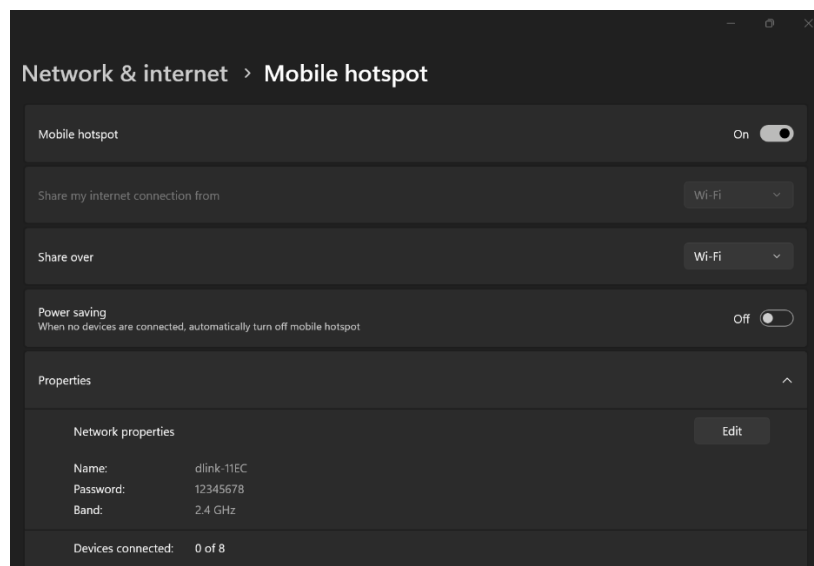 Network & internet > Mobile hotspot
Mobile hotspot On
Share my internet connection from Wi-Fi
Share over Wi-Fi
Power saving
When no devices are connected, automatically turn off mobile hotspot Off
Properties
Network properties Edit
Name: dlink-11EC
Password: 12345678
Band: 2.4 GHz
Devices connected: 0 of 8